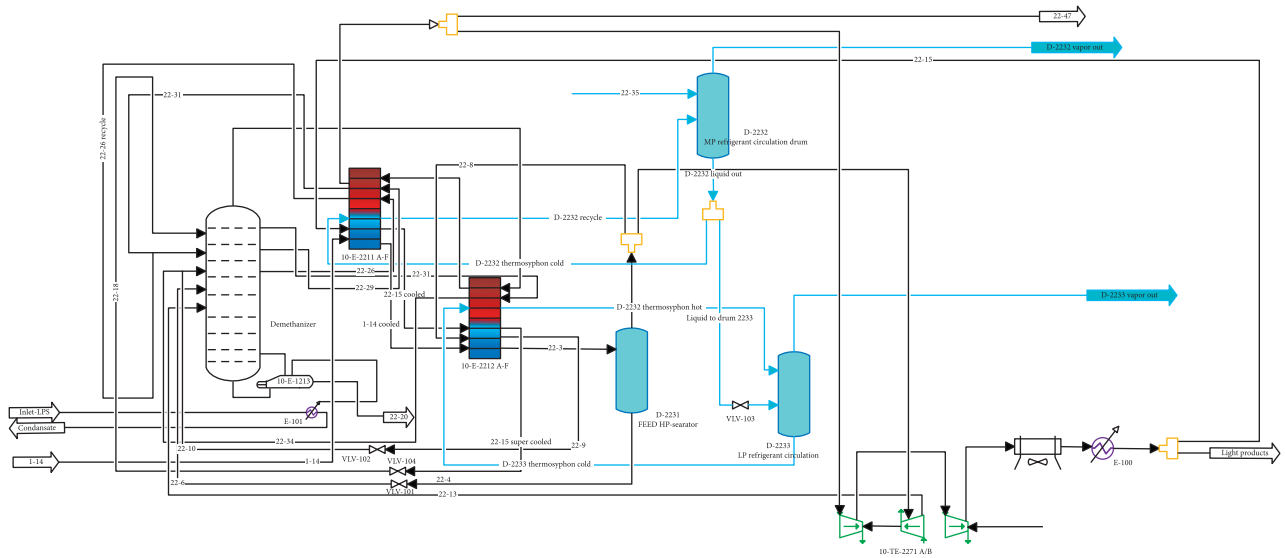 22-47
D-2232 vapor out
22-15
22-35
22-31
22-26 recycle
D-2232
MP refrigerant circulation drum
22-8
D-2232 liquid out
D-2232 recycle
10-E-2211 A-F
D-2232 thermosyphon cold
22-26
22-31
22-29
22-18
22-15 cooled
D-2233 vapor out
D-2232 thermosyphon hot
Liquid to drum 2233
Demethanizer
1-14 cooled
22-3
10-E-2212 A-F
10-E-1213
Inlet-LPS
E-101
22-20
D-2231
FEED HP-searator
VLV-103
Condansate
22-34
22-15 super cooled
22-9
D-2233
LP refrigerant circulation
22-10
VLV-102
VLV-104
1-14
1-14
D-2233 thermosyphon cold
E-100
Light products
22-6
VLV-101
22-4
22-13
10-TE-2271 A/B